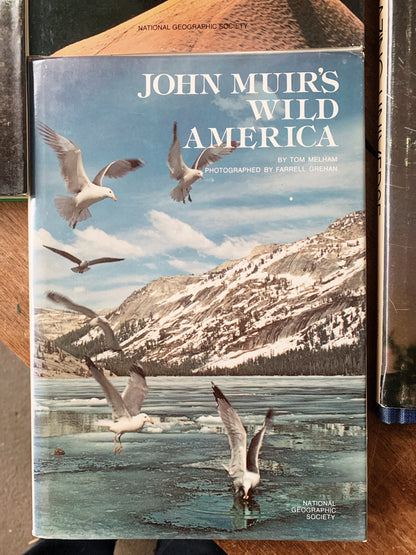 NATIONAL GEOGRAPHIC SOCIETY
JOHN MUIR'S
WILD
AMERICA
BY TOM MELHAM
PHOTOGRAPHED BY FARRELL GREHAN
NATIONAL
GEOGRAPHIC
SOCIETY